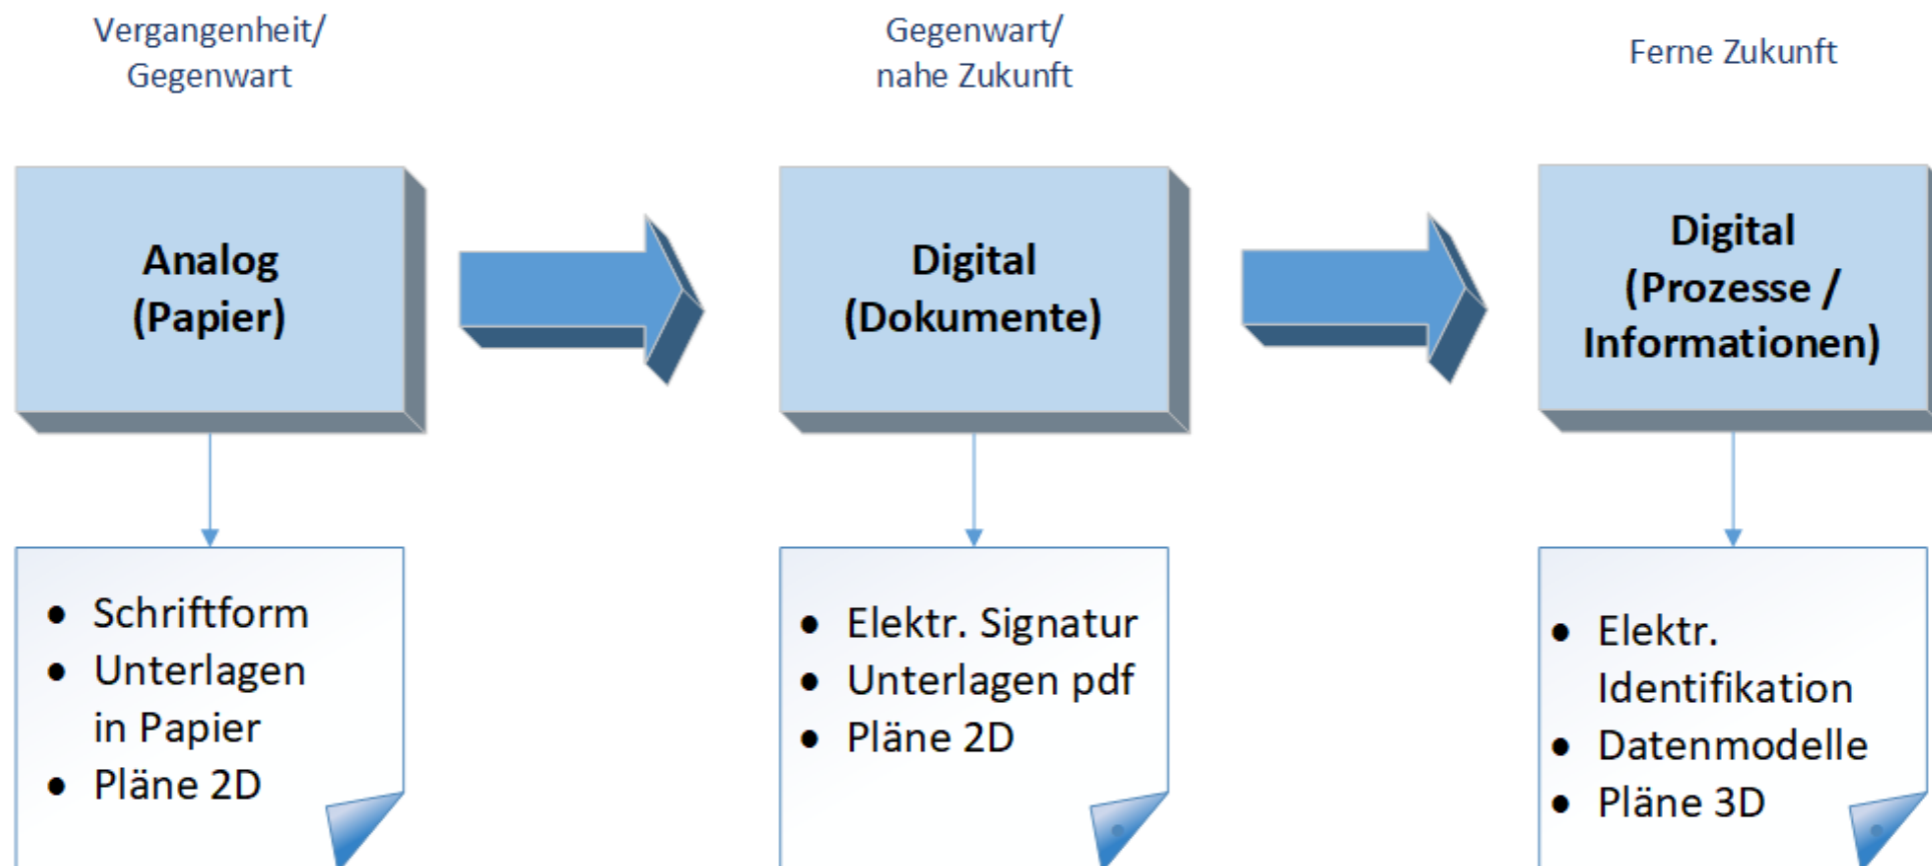 Vergangenheit/
Gegenwart
Gegenwart/
nahe Zukunft
Ferne Zukunft
Analog
(Papier)
Digital
(Dokumente)
Digital
(Prozesse /
Informationen)
● Schriftform
● Unterlagen
in Papier
● Pläne 2D
● Elektr. Signatur
● Unterlagen pdf
● Pläne 2D
● Elektr.
Identifikation
● Datenmodelle
● Pläne 3D